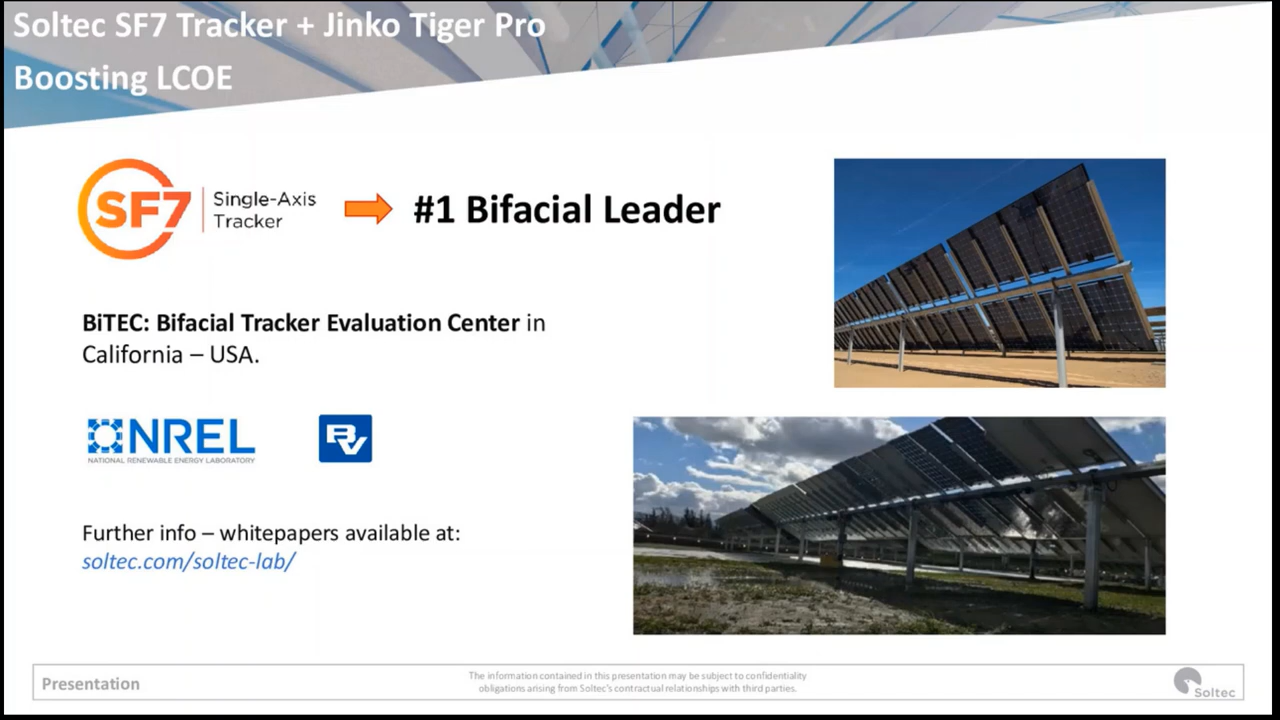 Soltec SF7 Tracker + Jinko Tiger Pro
Boosting LCOE
SF7
Single-Axis
Tracker
#1 Bifacial Leader
BiTEC: Bifacial Tracker Evaluation Center in
California – USA.
NREL
NATIONAL RENEWABLE ENERGY LABORATORY
BV
Further info – whitepapers available at:
soltec.com/soltec-lab/
Presentation
The information contained in this presentation may be subject to confidentiality
obligations arising from Soltec's contractual relationships with third parties.
Soltec